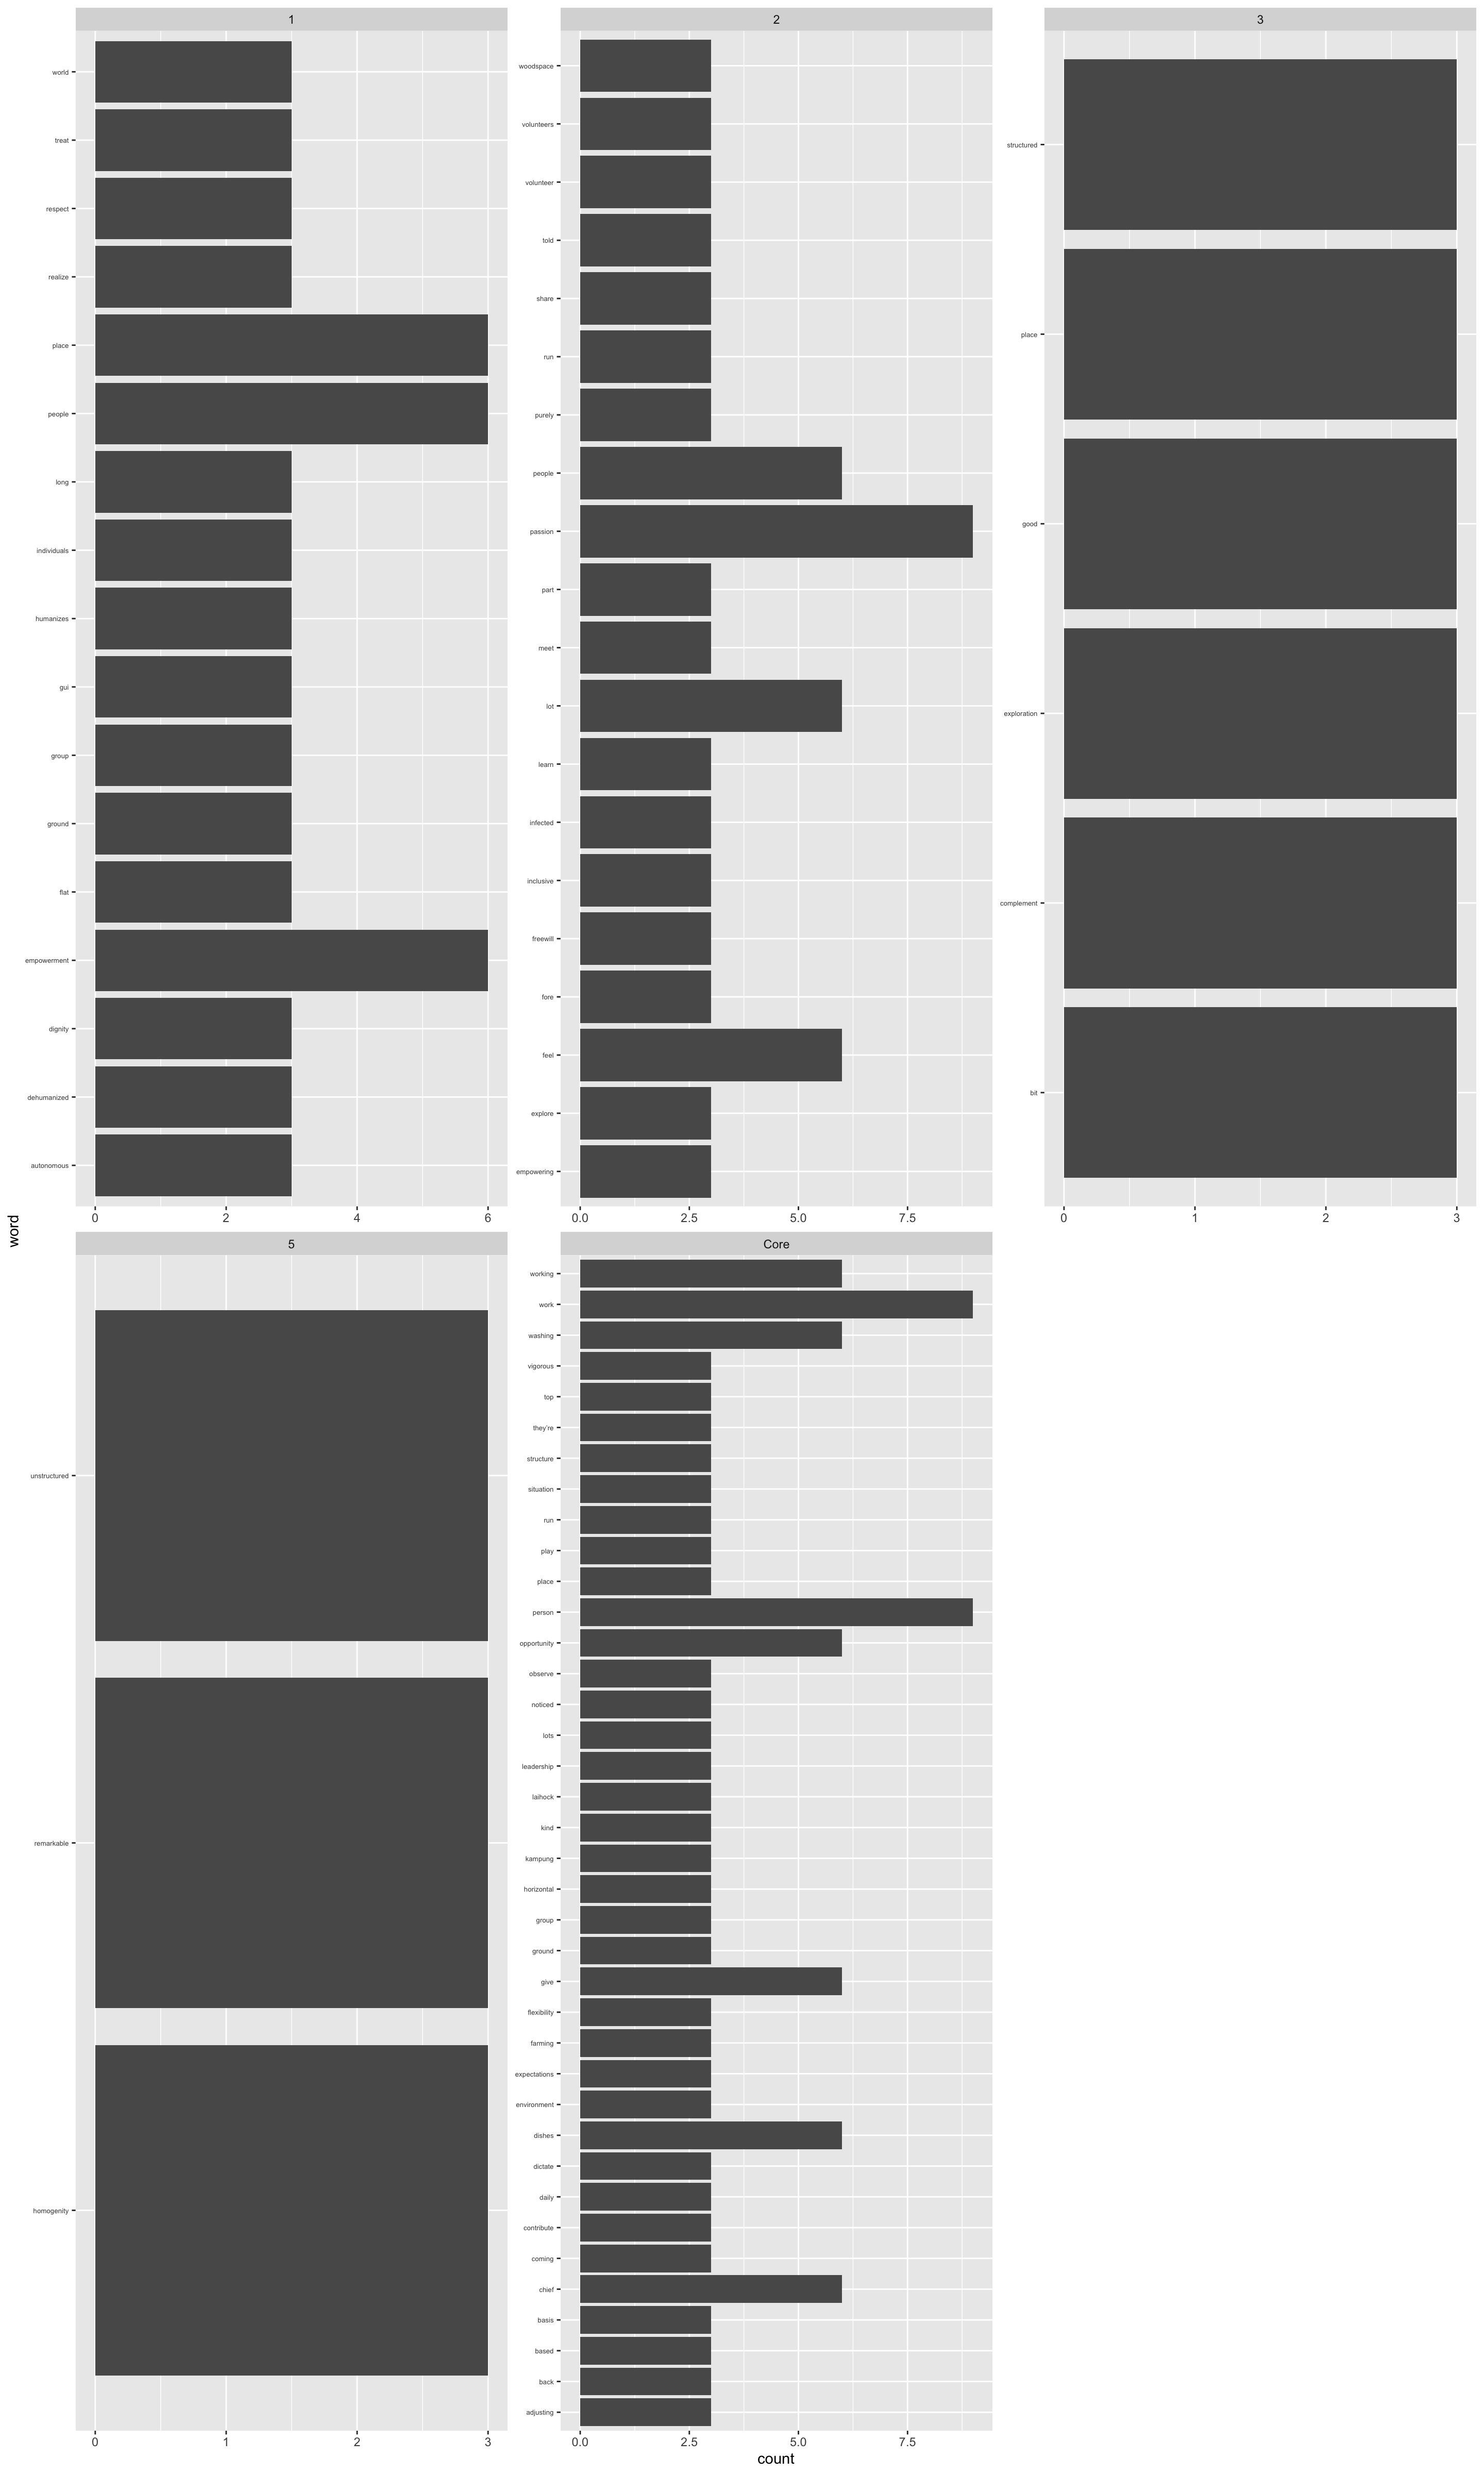 1
world
treat
respect
realize
place
people
long
individuals
humanizes
gui
group
ground
flat
empowerment
dignity
dehumanized
autonomous
0 2 4 6
2
woodspace
volunteers
volunteer
told
share
run
purely
people
passion
part
meet
lot
learn
infected
inclusive
freewill
fore
feel
explore
empowering
0.0 2.5 5.0 7.5
3
structured
place
good
exploration
complement
bit
0 1 2 3
word
5
unstructured
remarkable
homogenity
0 1 2 3
Core
working
work
washing
vigorous
top
they're
structure
situation
run
play
place
person
opportunity
observe
noticed
lots
leadership
laihock
kind
kampung
horizontal
group
ground
give
flexibility
farming
expectations
environment
dishes
dictate
daily
contribute
coming
chief
basis
based
back
adjusting
0.0 2.5 5.0 7.5
count